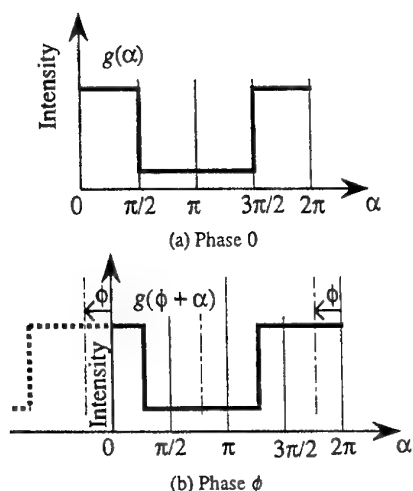 Intensity
g(α)
0 π/2 π 3π/2 2π α
(a) Phase 0
ϕ g(ϕ + α) ϕ
Intensity
0 π/2 π 3π/2 2π α
(b) Phase ϕ